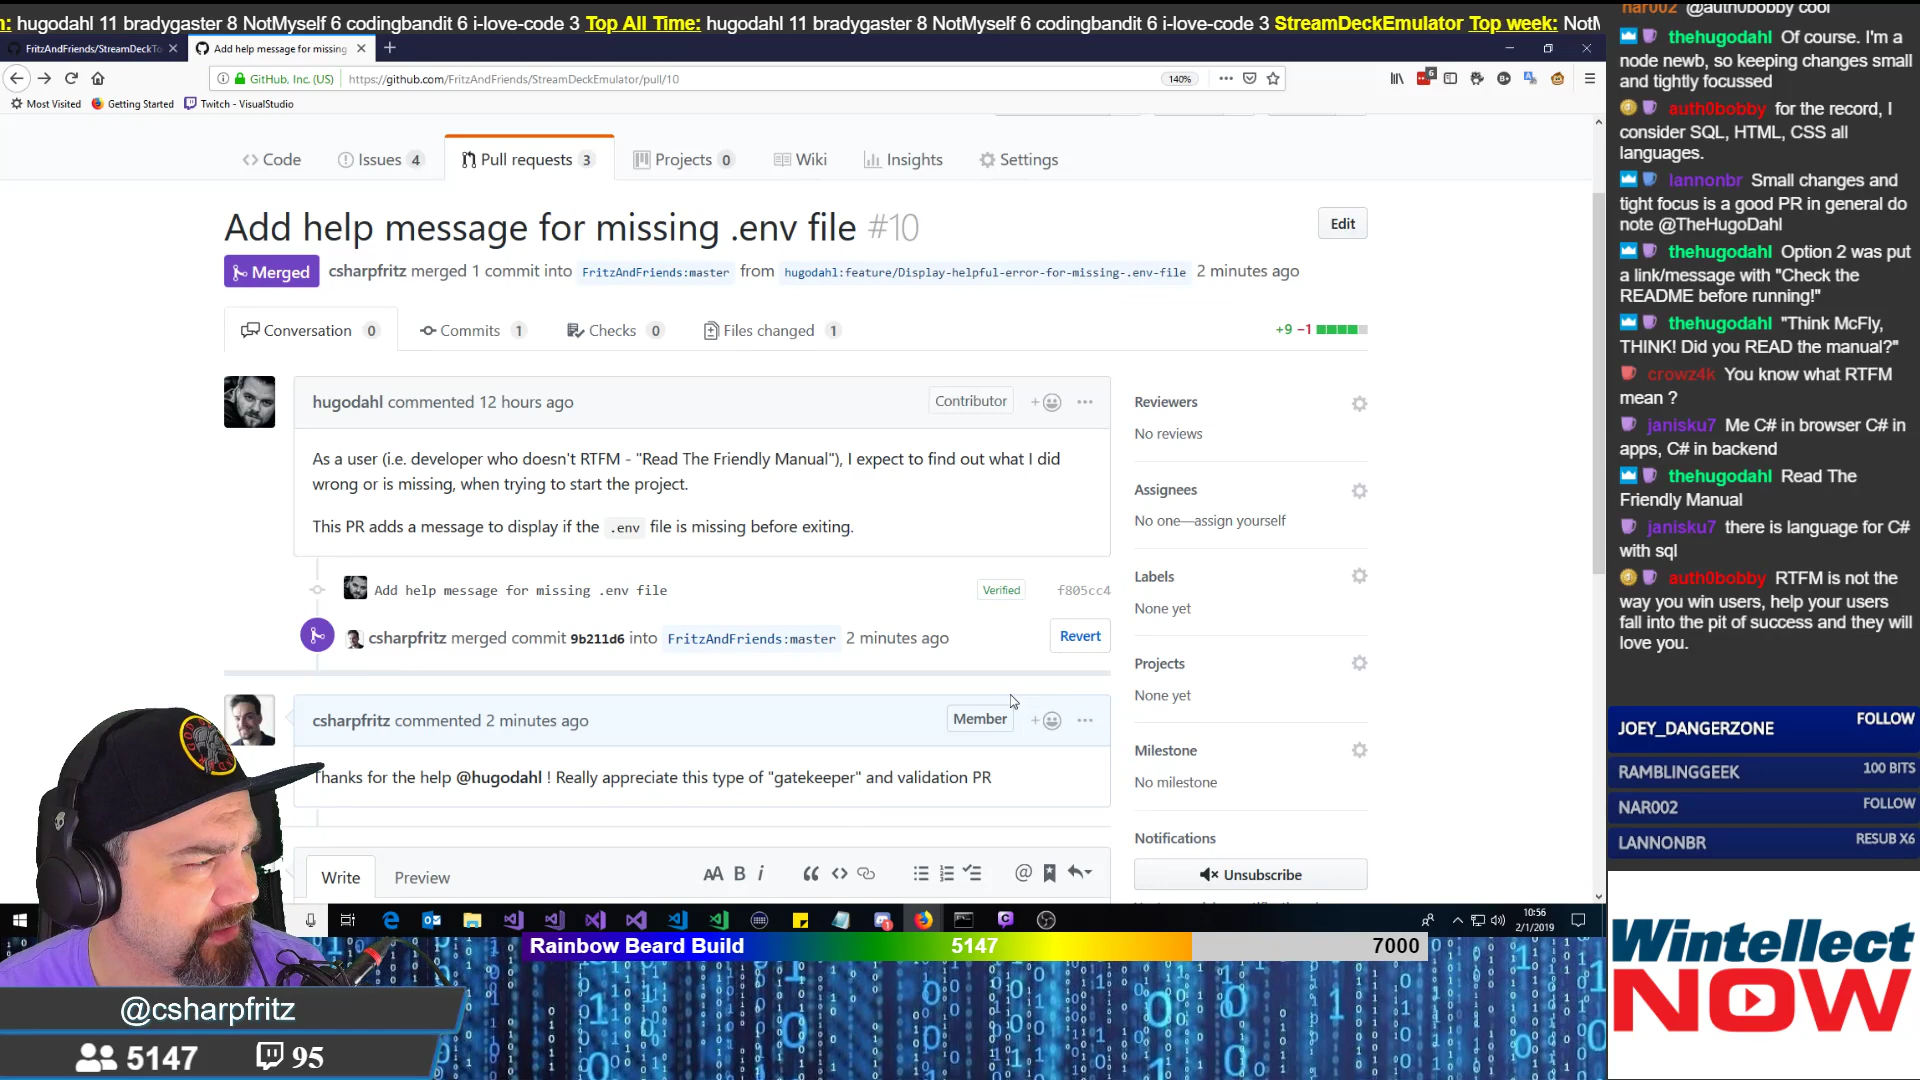 n: hugodahl 11 bradygaster 8 NotMyself 6 codingbandit 6 i-love-code 3 Top All Time: hugodahl 11 bradygaster 8 NotMyself 6 codingbandit 6 i-love-code 3 StreamDeckEmulator Top week: NotM
FritzAndFriends/StreamDeckTo
Add help message for missing
GitHub, Inc. (US)
https://github.com/FritzAndFriends/StreamDeckEmulator/pull/10
140%
6
Most Visited
Getting Started
Twitch - VisualStudio
Code
Issues 4
Pull requests 3
Projects 0
Wiki
Insights
Settings
Add help message for missing .env file #10
Edit
Merged
csharpfritz merged 1 commit into FritzAndFriends:master from hugodahl:feature/Display-helpful-error-for-missing-.env-file 2 minutes ago
Conversation 0
Commits 1
Checks 0
Files changed 1
+9 −1
hugodahl commented 12 hours ago
Contributor
As a user (i.e. developer who doesn't RTFM - "Read The Friendly Manual"), I expect to find out what I did
wrong or is missing, when trying to start the project.
This PR adds a message to display if the .env file is missing before exiting.
Add help message for missing .env file
Verified
f805cc4
csharpfritz merged commit 9b211d6 into FritzAndFriends:master 2 minutes ago
Revert
csharpfritz commented 2 minutes ago
Member
Thanks for the help @hugodahl ! Really appreciate this type of "gatekeeper" and validation PR
Write
Preview
AA B i
Reviewers
No reviews
Assignees
No one—assign yourself
Labels
None yet
Projects
None yet
Milestone
No milestone
Notifications
Unsubscribe
10:56
2/1/2019
nar002 @auth0bobby cool
thehugodahl Of course. I'm a
node newb, so keeping changes small
and tightly focussed
auth0bobby for the record, I
consider SQL, HTML, CSS all
languages.
lannonbr Small changes and
tight focus is a good PR in general do
note @TheHugoDahl
thehugodahl Option 2 was put
a link/message with "Check the
README before running!"
thehugodahl "Think McFly,
THINK! Did you READ the manual?"
crowz4k You know what RTFM
mean ?
janisku7 Me C# in browser C# in
apps, C# in backend
thehugodahl Read The
Friendly Manual
janisku7 there is language for C#
with sql
auth0bobby RTFM is not the
way you win users, help your users
fall into the pit of success and they will
love you.
JOEY_DANGERZONE FOLLOW
RAMBLINGGEEK 100 BITS
NAR002 FOLLOW
LANNONBR RESUB X6
Wintellect
NOW
Rainbow Beard Build 5147 7000
@csharpfritz
5147 95